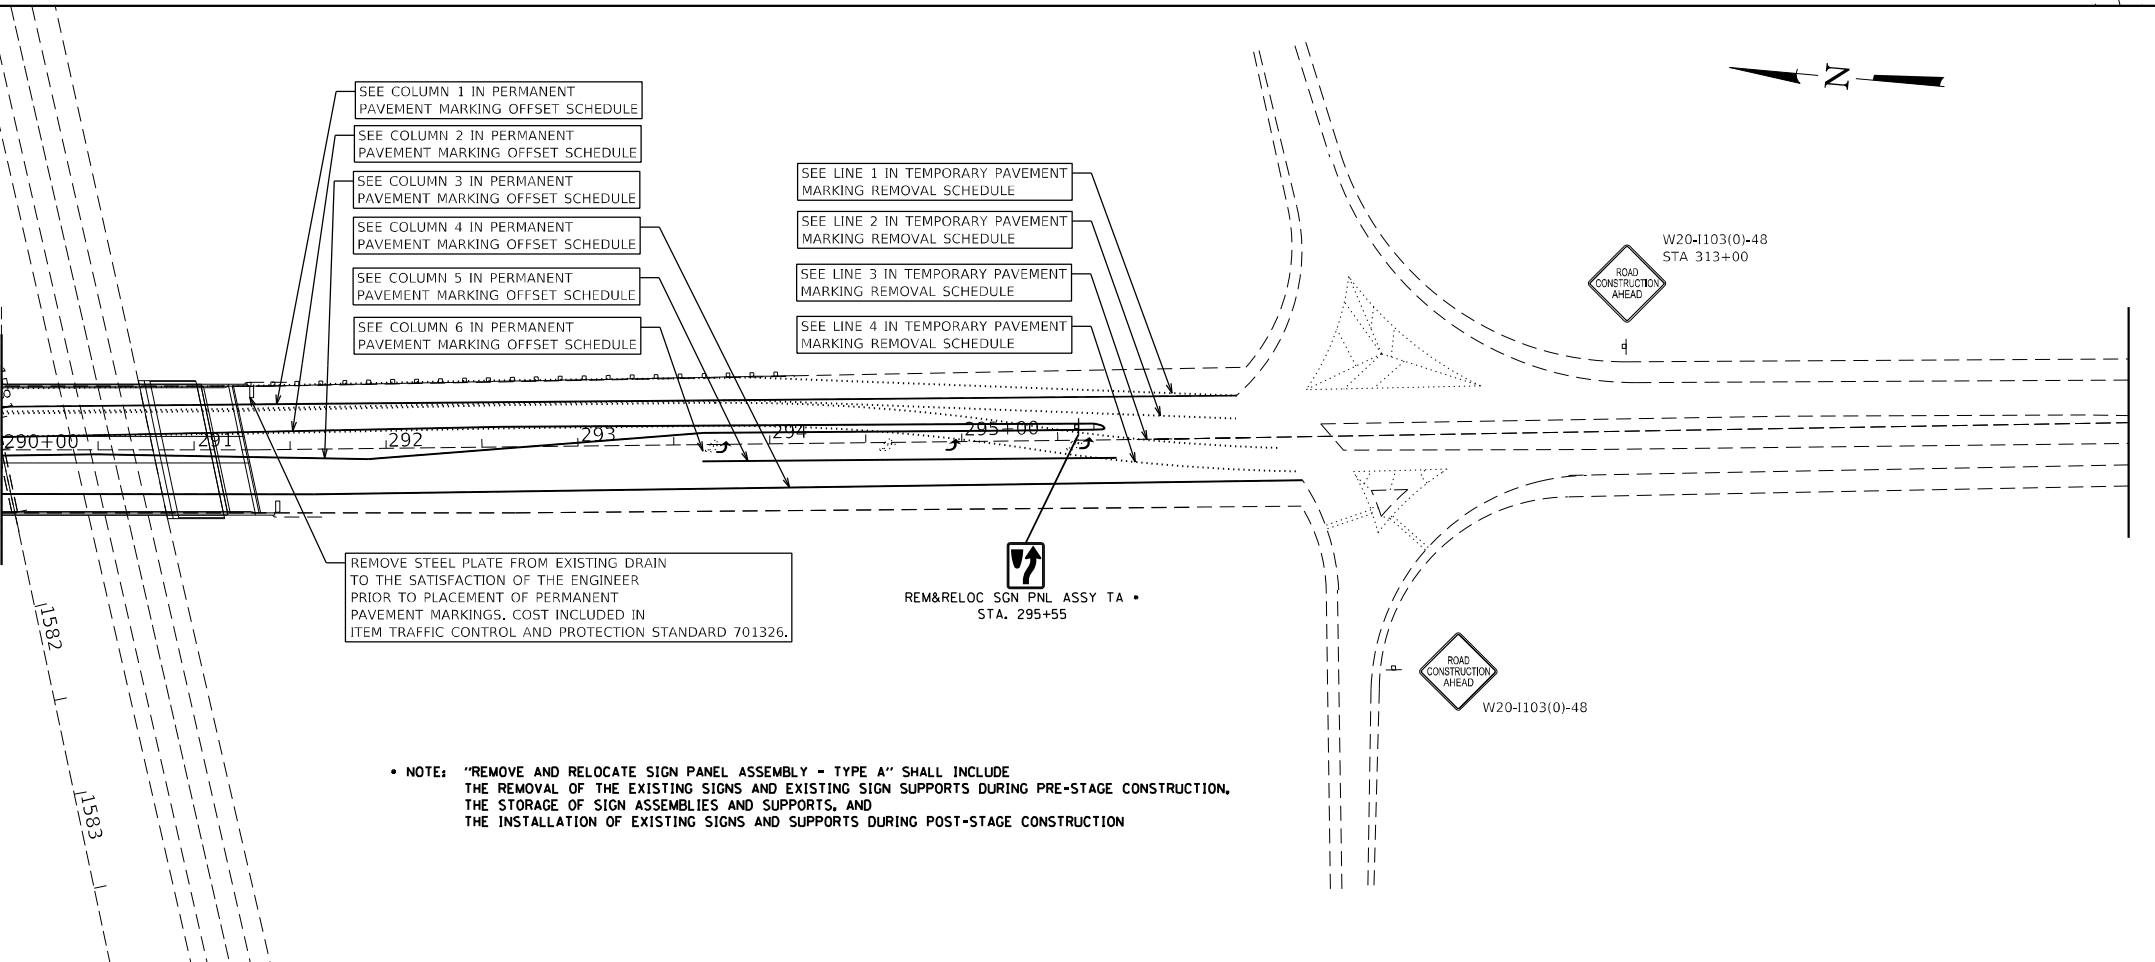 SEE COLUMN 1 IN PERMANENT
PAVEMENT MARKING OFFSET SCHEDULE
SEE COLUMN 2 IN PERMANENT
PAVEMENT MARKING OFFSET SCHEDULE
SEE COLUMN 3 IN PERMANENT
PAVEMENT MARKING OFFSET SCHEDULE
SEE COLUMN 4 IN PERMANENT
PAVEMENT MARKING OFFSET SCHEDULE
SEE COLUMN 5 IN PERMANENT
PAVEMENT MARKING OFFSET SCHEDULE
SEE COLUMN 6 IN PERMANENT
PAVEMENT MARKING OFFSET SCHEDULE
SEE LINE 1 IN TEMPORARY PAVEMENT
MARKING REMOVAL SCHEDULE
SEE LINE 2 IN TEMPORARY PAVEMENT
MARKING REMOVAL SCHEDULE
SEE LINE 3 IN TEMPORARY PAVEMENT
MARKING REMOVAL SCHEDULE
SEE LINE 4 IN TEMPORARY PAVEMENT
MARKING REMOVAL SCHEDULE
N
W20-I103(0)-48
STA 313+00
ROAD
CONSTRUCTION
AHEAD
290+00
291
292
293
294
295+00
REMOVE STEEL PLATE FROM EXISTING DRAIN
TO THE SATISFACTION OF THE ENGINEER
PRIOR TO PLACEMENT OF PERMANENT
PAVEMENT MARKINGS. COST INCLUDED IN
ITEM TRAFFIC CONTROL AND PROTECTION STANDARD 701326.
REM&RELOC SGN PNL ASSY TA •
STA. 295+55
ROAD
CONSTRUCTION
AHEAD
W20-I103(0)-48
1582
1583
• NOTE: "REMOVE AND RELOCATE SIGN PANEL ASSEMBLY - TYPE A" SHALL INCLUDE
THE REMOVAL OF THE EXISTING SIGNS AND EXISTING SIGN SUPPORTS DURING PRE-STAGE CONSTRUCTION,
THE STORAGE OF SIGN ASSEMBLIES AND SUPPORTS, AND
THE INSTALLATION OF EXISTING SIGNS AND SUPPORTS DURING POST-STAGE CONSTRUCTION